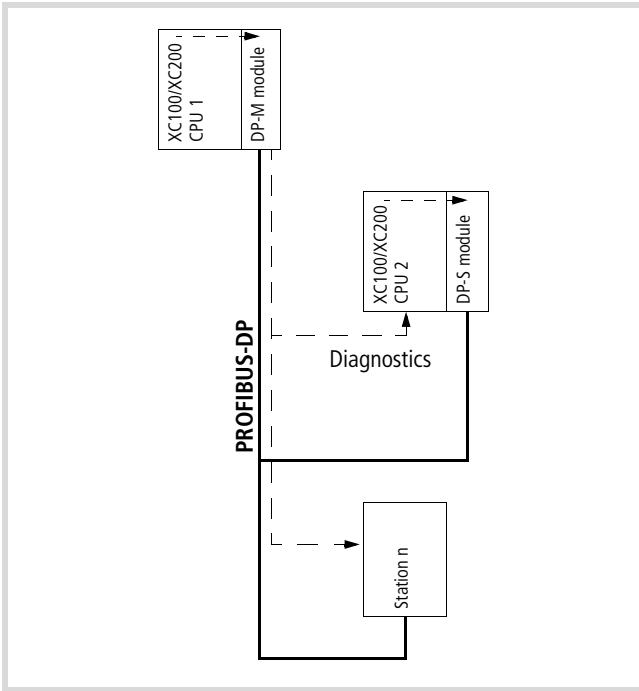 XC100/XC200
CPU 1
DP-M module
XC100/XC200
CPU 2
DP-S module
Diagnostics
PROFIBUS-DP
Station n